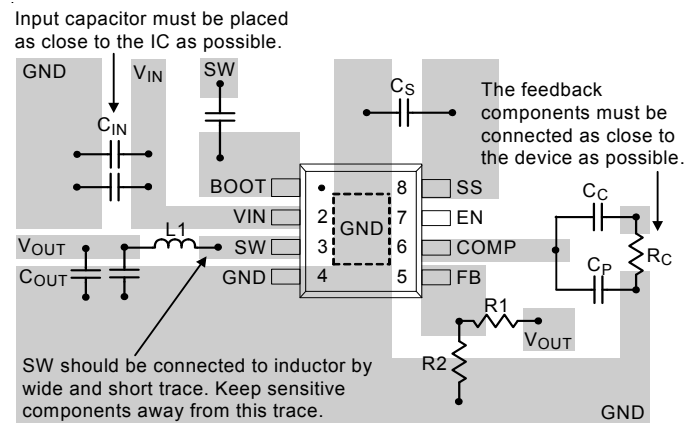 Input capacitor must be placed
as close to the IC as possible.
GND
VIN
SW
CS
CIN
The feedback
components must be
connected as close to
the device as possible.
BOOT
8
SS
CC
VIN
2
GND
7
EN
VOUT
L1
SW
3
6
COMP
RC
COUT
GND
4
5
FB
CP
R1
VOUT
R2
SW should be connected to inductor by
wide and short trace. Keep sensitive
components away from this trace.
GND